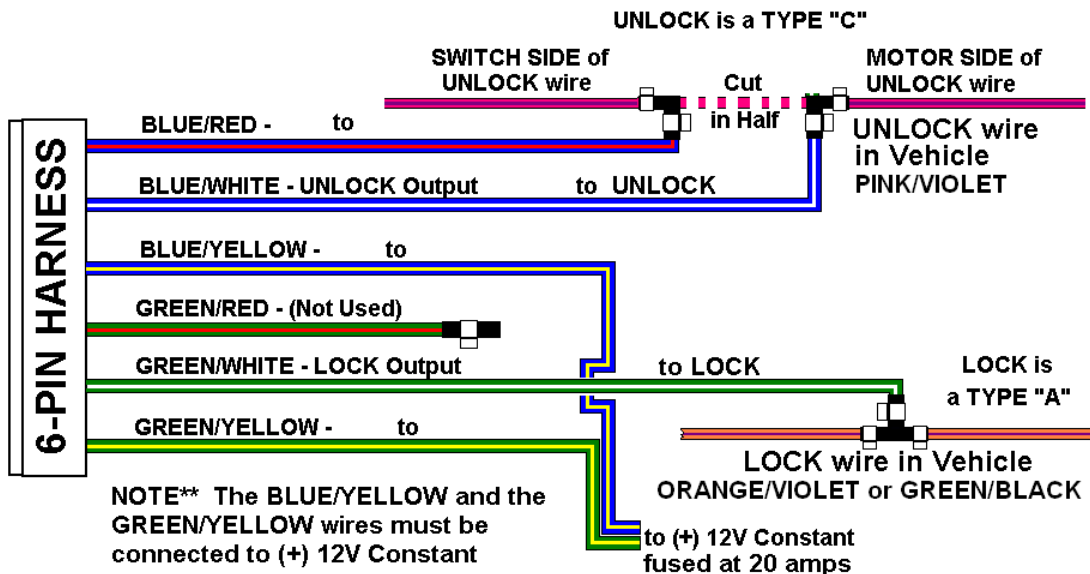 UNLOCK is a TYPE "C"
SWITCH SIDE of
UNLOCK wire
Cut
in Half
MOTOR SIDE of
UNLOCK wire
UNLOCK wire
in Vehicle
PINK/VIOLET
6-PIN HARNESS
BLUE/RED - to
BLUE/WHITE - UNLOCK Output to UNLOCK
BLUE/YELLOW - to
GREEN/RED - (Not Used)
GREEN/WHITE - LOCK Output to LOCK
LOCK is
a TYPE "A"
GREEN/YELLOW - to
LOCK wire in Vehicle
ORANGE/VIOLET or GREEN/BLACK
NOTE** The BLUE/YELLOW and the
GREEN/YELLOW wires must be
connected to (+) 12V Constant
to (+) 12V Constant
fused at 20 amps